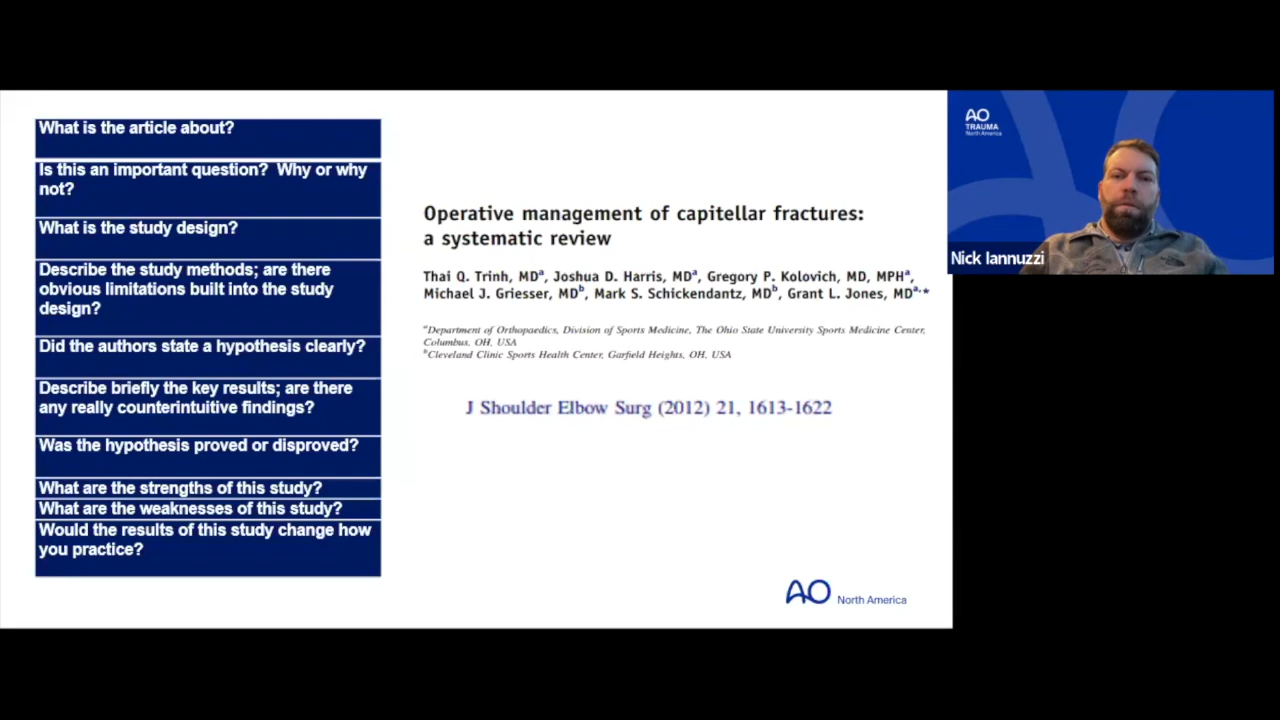 What is the article about?
Is this an important question?  Why or why
not?
What is the study design?
Describe the study methods; are there
obvious limitations built into the study
design?
Did the authors state a hypothesis clearly?
Describe briefly the key results; are there
any really counterintuitive findings?
Was the hypothesis proved or disproved?
What are the strengths of this study?
What are the weaknesses of this study?
Would the results of this study change how
you practice?
Operative management of capitellar fractures:
a systematic review
Thai Q. Trinh, MDa, Joshua D. Harris, MDa, Gregory P. Kolovich, MD, MPHa,
Michael J. Griesser, MDb, Mark S. Schickendantz, MDb, Grant L. Jones, MDa,*
aDepartment of Orthopaedics, Division of Sports Medicine, The Ohio State University Sports Medicine Center,
Columbus, OH, USA
bCleveland Clinic Sports Health Center, Garfield Heights, OH, USA
J Shoulder Elbow Surg (2012) 21, 1613-1622
AO North America
AO
TRAUMA
North America
Nick Iannuzzi